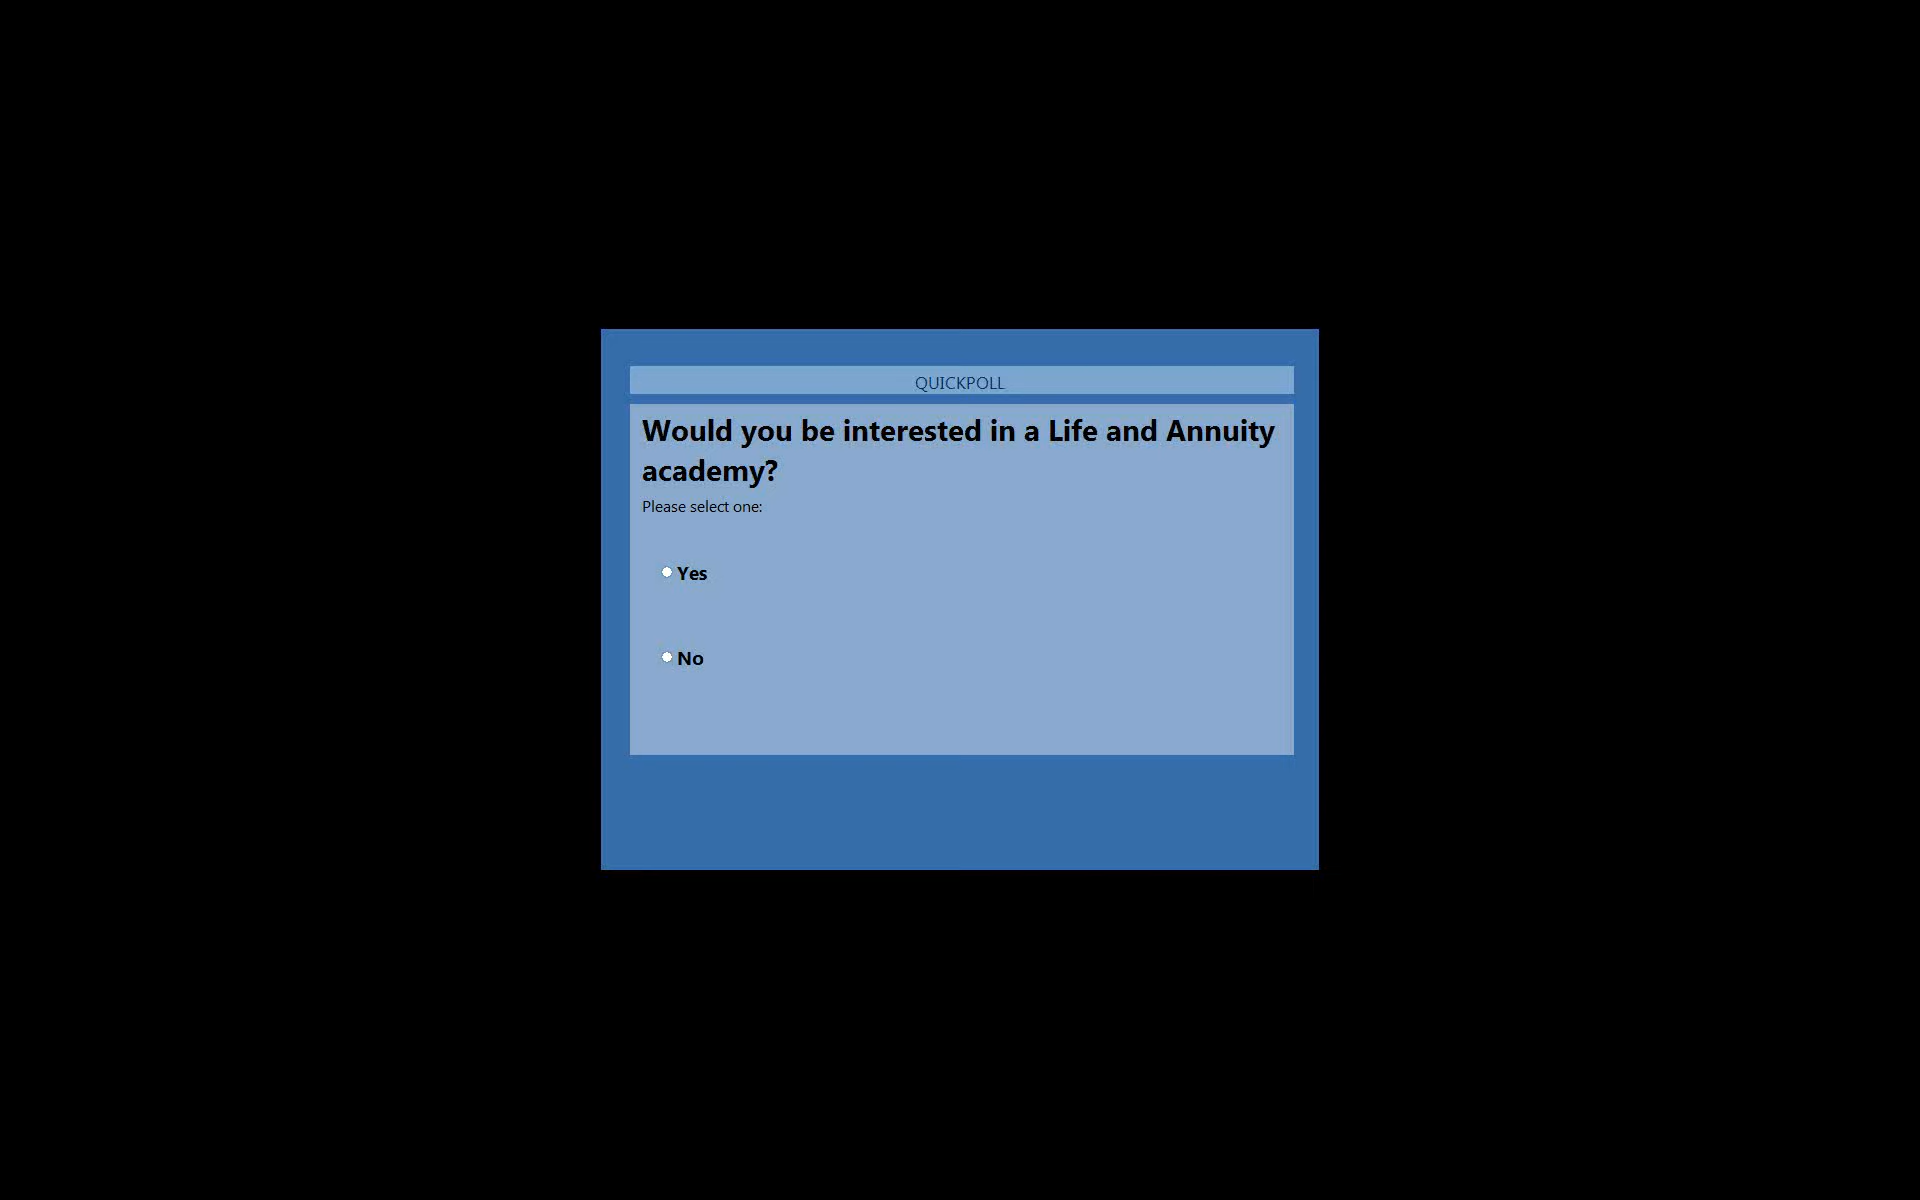 QUICKPOLL
Would you be interested in a Life and Annuity
academy?
Please select one:
Yes
No